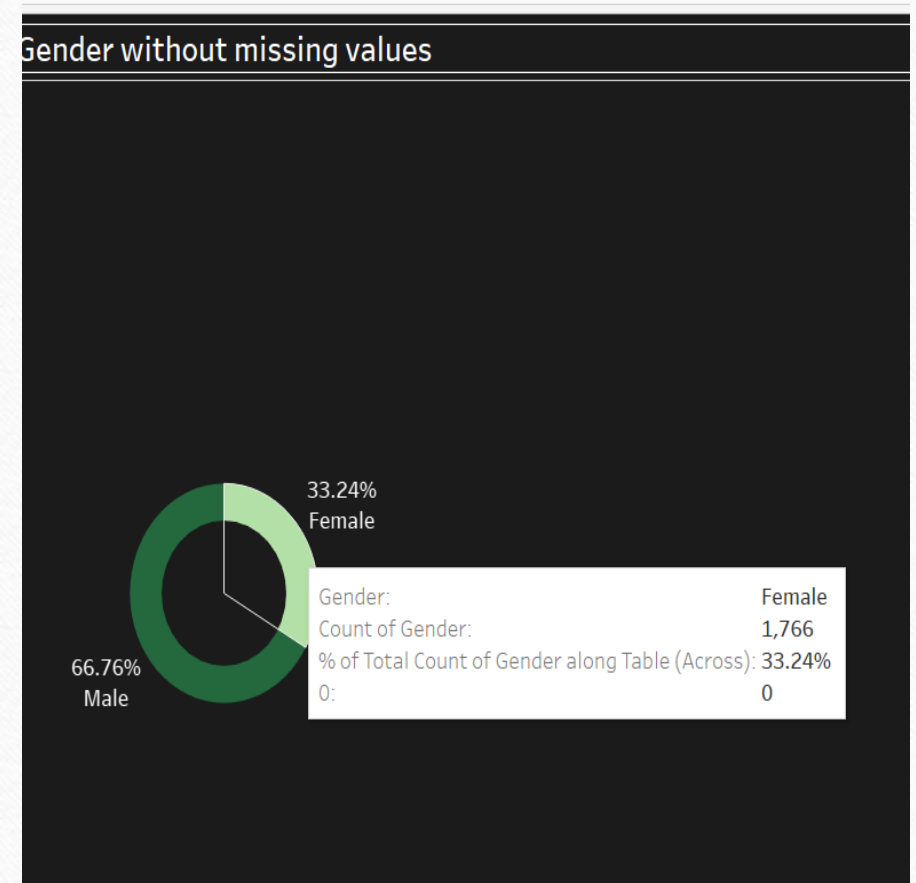 Gender without missing values
33.24%
Female
Gender: Female
Count of Gender: 1,766
% of Total Count of Gender along Table (Across): 33.24%
0: 0
66.76%
Male